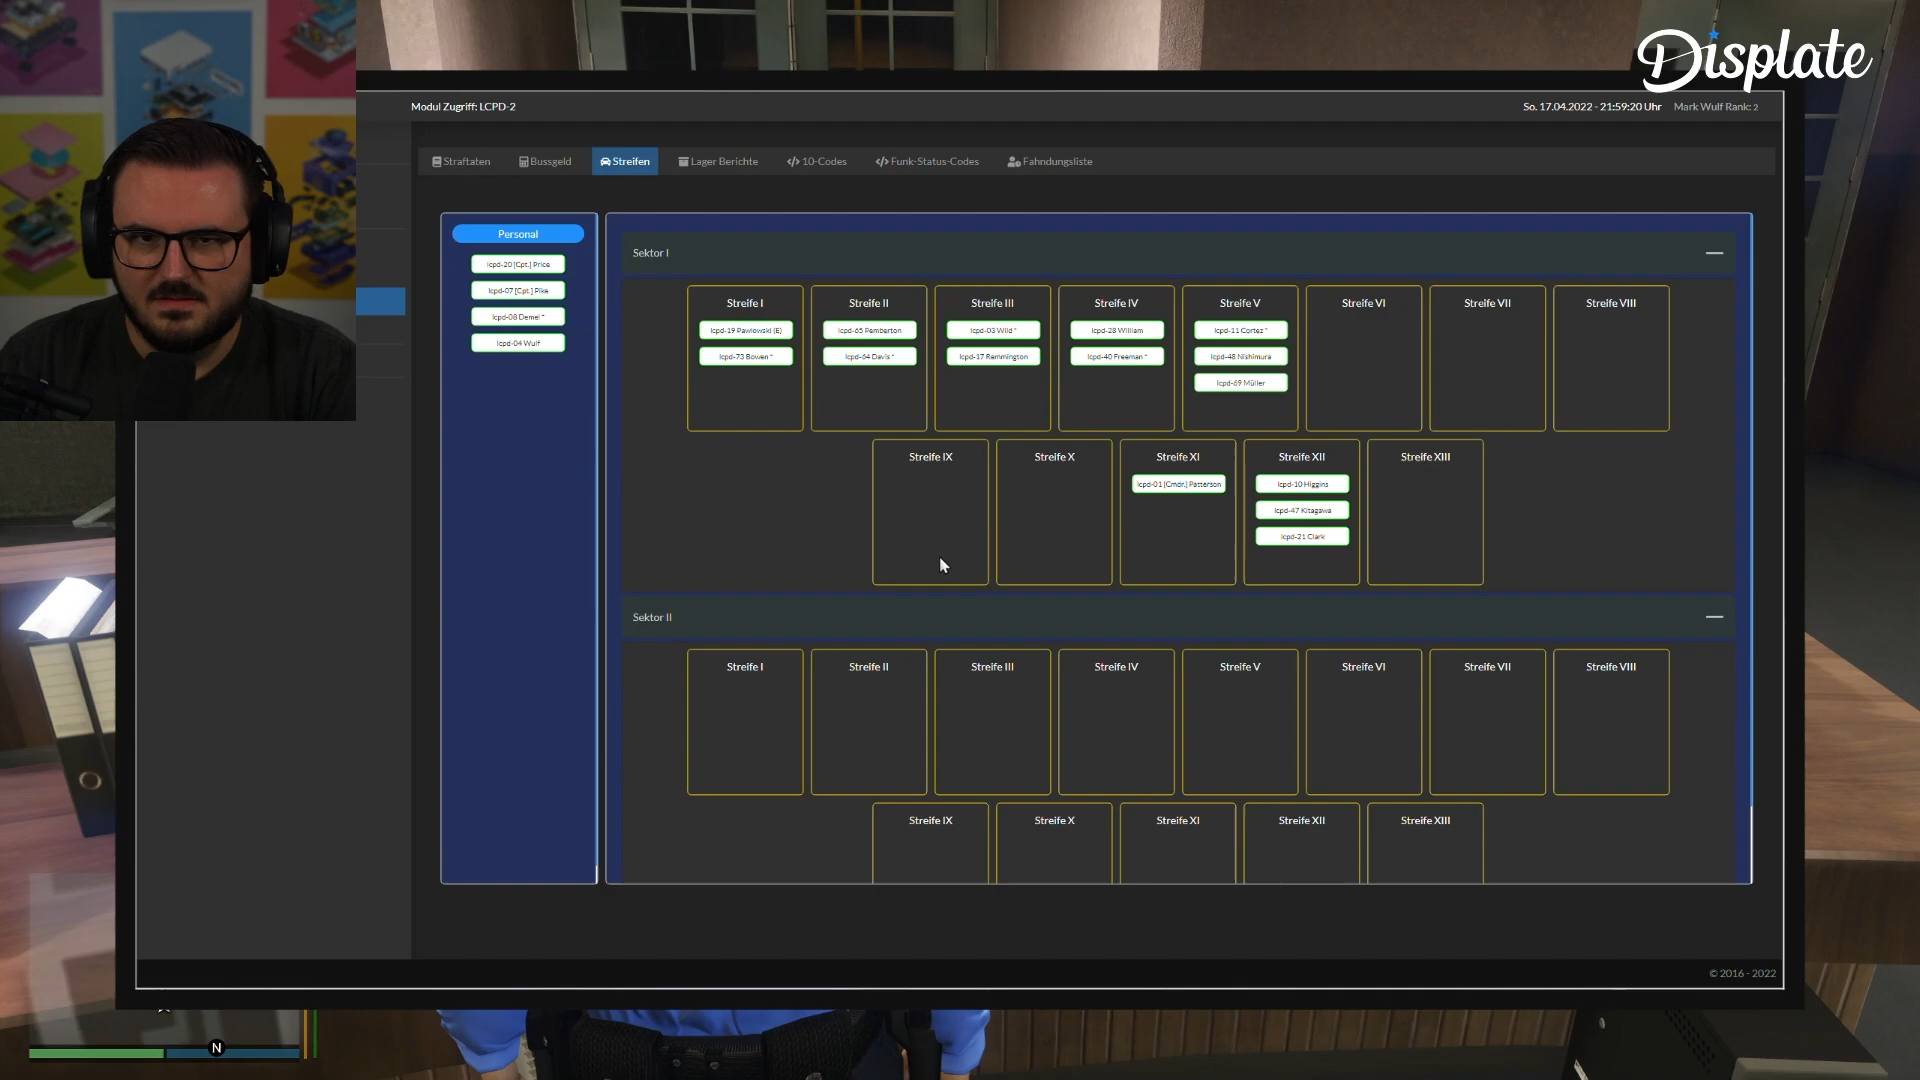 Displate
Modul Zugriff: LCPD-2
So. 17.04.2022 - 21:59:20 Uhr Mark Wulf Rank: 2
Straftaten Bussgeld Streifen Lager Berichte 10-Codes Funk-Status-Codes Fahndungsliste
Personal
lcpd-20 [Cpt.] Price
lcpd-07 [Cpt.] Pike
lcpd-08 Demel *
lcpd-04 Wulf
Sektor I
Streife I Streife II Streife III Streife IV Streife V Streife VI Streife VII Streife VIII
lcpd-19 Pawlowski (E) lcpd-65 Pemberton lcpd-03 Wild * lcpd-28 William lcpd-11 Cortez *
lcpd-73 Bowen * lcpd-64 Davis * lcpd-17 Remmington lcpd-40 Freeman * lcpd-48 Nishimura
lcpd-69 Müller
Streife IX Streife X Streife XI Streife XII Streife XIII
lcpd-01 [Cmdr.] Patterson lcpd-10 Higgins
lcpd-47 Kitagawa
lcpd-21 Clark
Sektor II
Streife I Streife II Streife III Streife IV Streife V Streife VI Streife VII Streife VIII
Streife IX Streife X Streife XI Streife XII Streife XIII
© 2016 - 2022
N